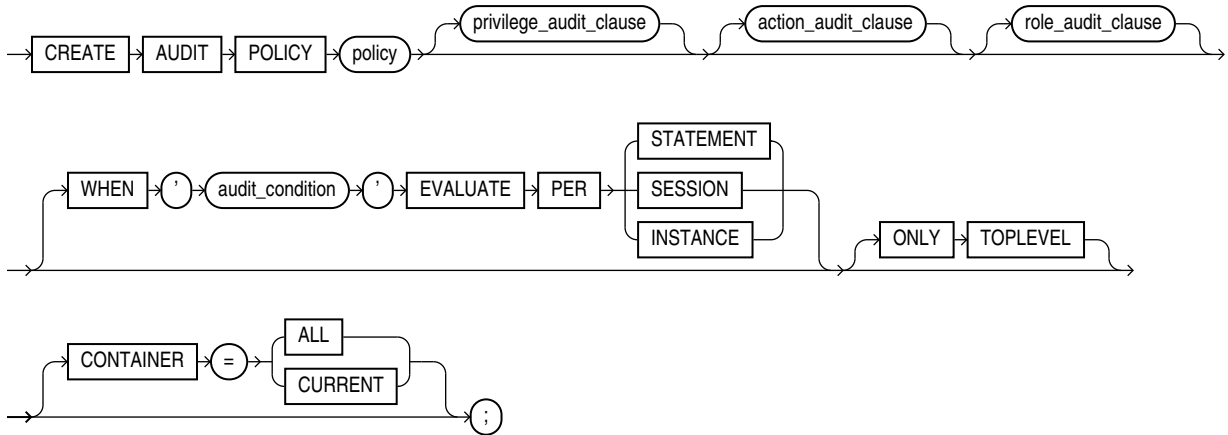 privilege_audit_clause action_audit_clause role_audit_clause
CREATE AUDIT POLICY policy
STATEMENT
WHEN ' audit_condition ' EVALUATE PER SESSION
INSTANCE
ONLY TOPLEVEL
ALL
CONTAINER =
CURRENT
;